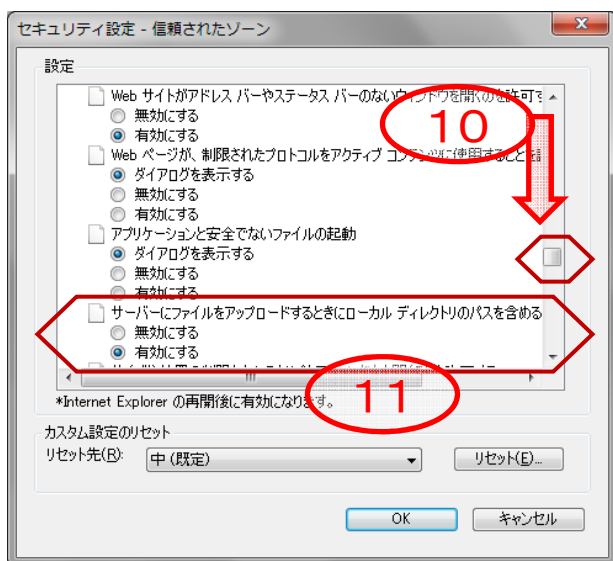 セキュリティ設定 - 信頼されたゾーン
設定
Web サイトがアドレス バーやステータス バーのないウィンドウを開くのを許可す
無効にする
有効にする
10
Web ページが、制限されたプロトコルをアクティブ コンテンツに使用することを
ダイアログを表示する
無効にする
有効にする
アプリケーションと安全でないファイルの起動
ダイアログを表示する
無効にする
有効にする
サーバーにファイルをアップロードするときにローカル ディレクトリのパスを含める
無効にする
有効にする
*Internet Explorer の再開後に有効になります。
11
カスタム設定のリセット
リセット先(R):
中 (既定)
リセット(E)...
OK
キャンセル